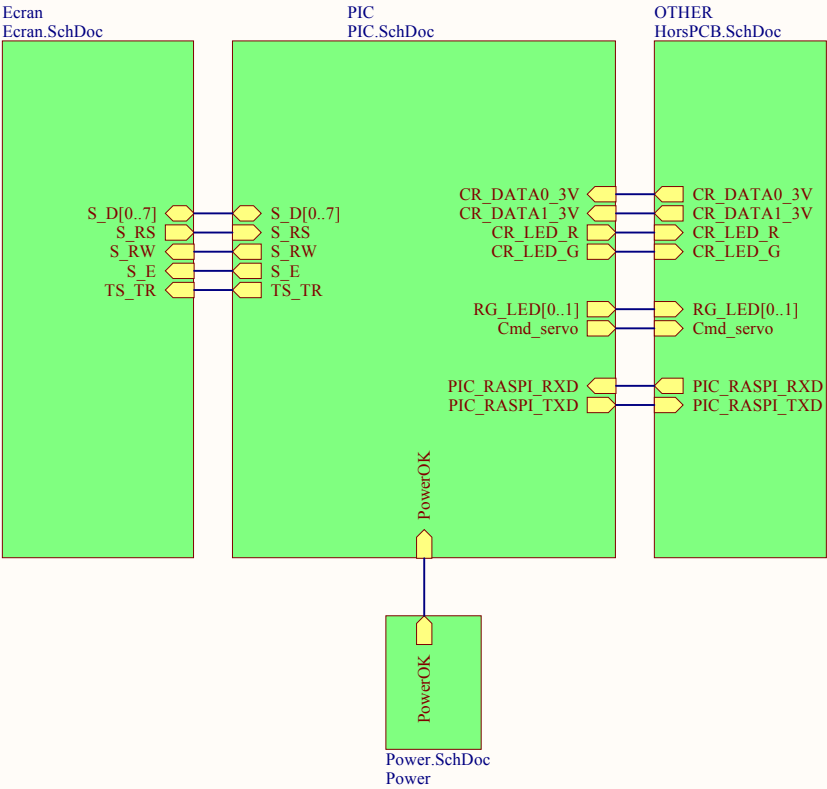 Ecran
Ecran.SchDoc
S_D[0..7]
S_RS
S_RW
S_E
TS_TR
PIC
PIC.SchDoc
S_D[0..7]
S_RS
S_RW
S_E
TS_TR
CR_DATA0_3V
CR_DATA1_3V
CR_LED_R
CR_LED_G
RG_LED[0..1]
Cmd_servo
PIC_RASPI_RXD
PIC_RASPI_TXD
PowerOK
OTHER
HorsPCB.SchDoc
CR_DATA0_3V
CR_DATA1_3V
CR_LED_R
CR_LED_G
RG_LED[0..1]
Cmd_servo
PIC_RASPI_RXD
PIC_RASPI_TXD
PowerOK
Power.SchDoc
Power